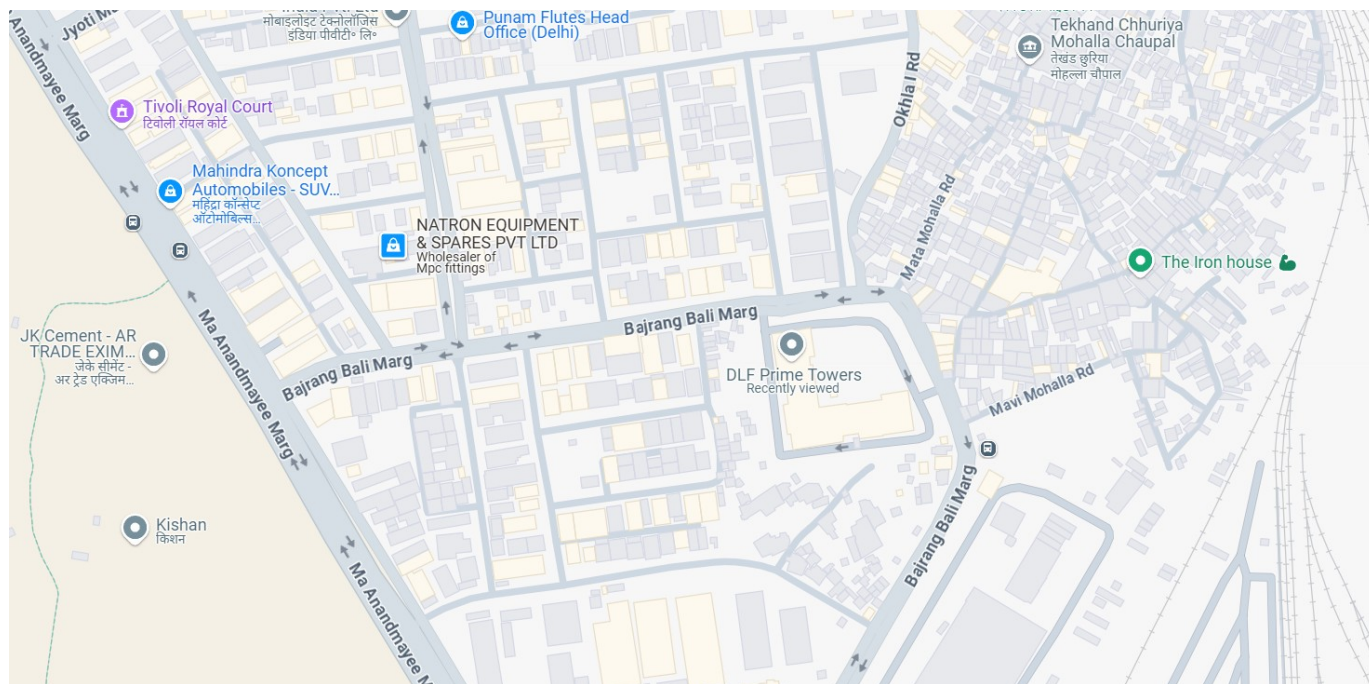 Jyoti Ma
Anandmayee Marg
मोबाइलोइट टेक्नोलॉजिस
इंडिया पीवीटी॰ लि॰
Punam Flutes Head
Office (Delhi)
Tekhand Chhuriya
Mohalla Chaupal
तेखंड छुरिया
मोहल्ला चौपाल
Okhla I Rd
Tivoli Royal Court
टिवोली रॉयल कोर्ट
Mahindra Koncept
Automobiles - SUV...
महिंद्रा कॉन्सेप्ट
ऑटोमोबिल्स...
NATRON EQUIPMENT
& SPARES PVT LTD
Wholesaler of
Mpc fittings
Mata Mohalla Rd
The Iron house
Ma Anandmayee Marg
Bajrang Bali Marg
JK Cement - AR
TRADE EXIM...
जेके सीमेंट -
अर ट्रेड एक्जिम...
Bajrang Bali Marg
DLF Prime Towers
Recently viewed
Mavi Mohalla Rd
Bajrang Bali Marg
Kishan
किशन
Ma Anandmayee Marg